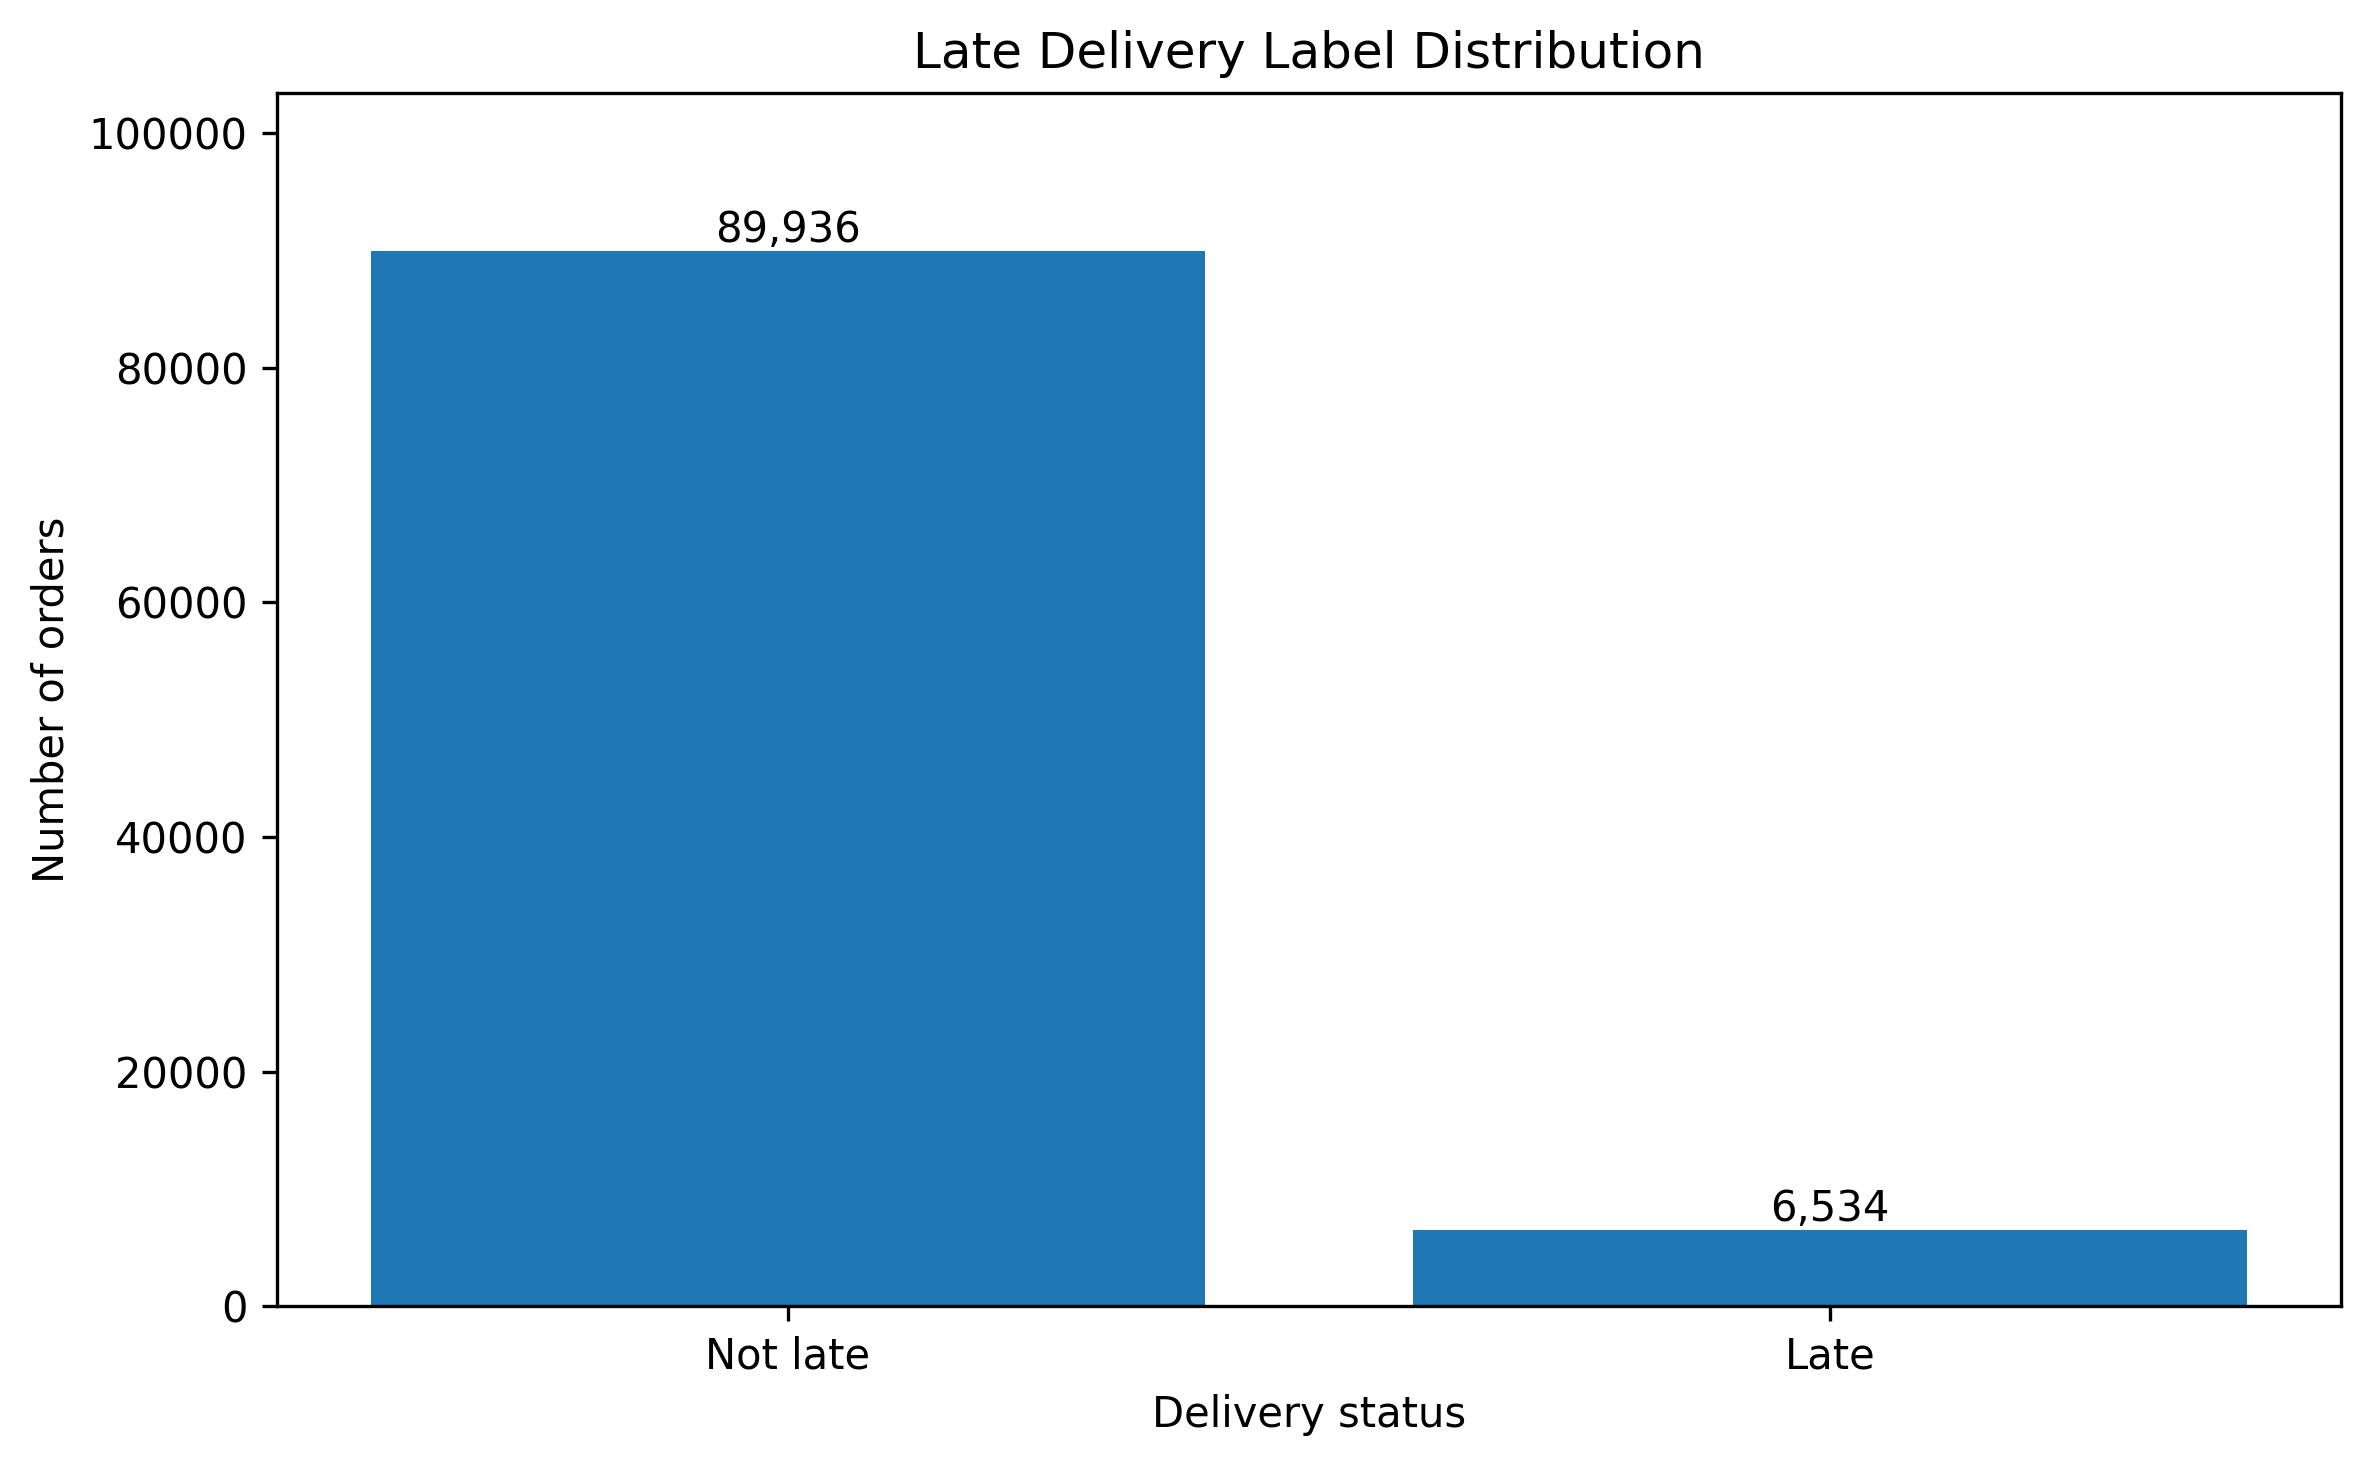 Late Delivery Label Distribution
100000
80000
60000
40000
20000
0
Number of orders
89,936
6,534
Not late
Late
Delivery status